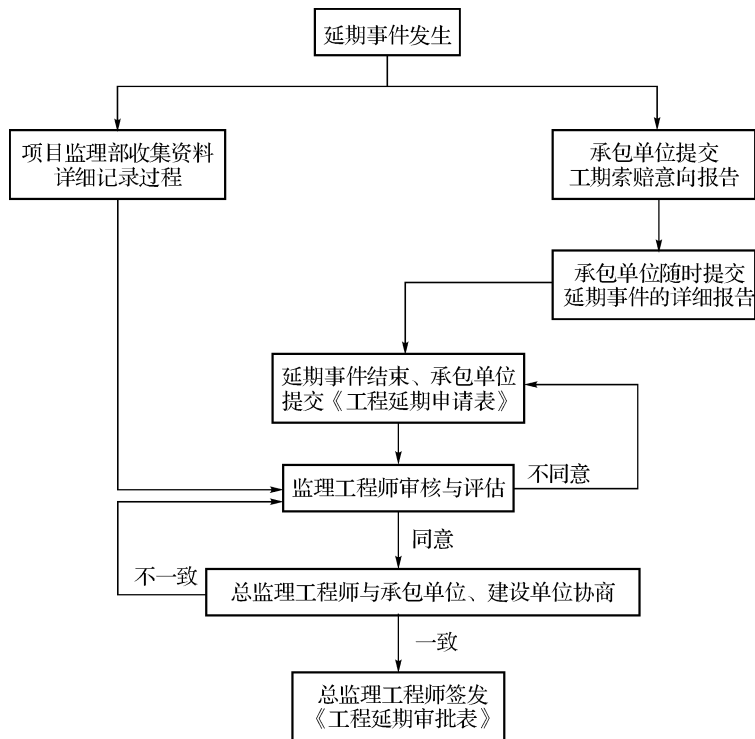 延期事件发生
项目监理部收集资料
详细记录过程
承包单位提交
工期索赔意向报告
承包单位随时提交
延期事件的详细报告
延期事件结束、承包单位
提交《工程延期申请表》
监理工程师审核与评估
不同意
同意
不一致
总监理工程师与承包单位、建设单位协商
一致
总监理工程师签发
《工程延期审批表》